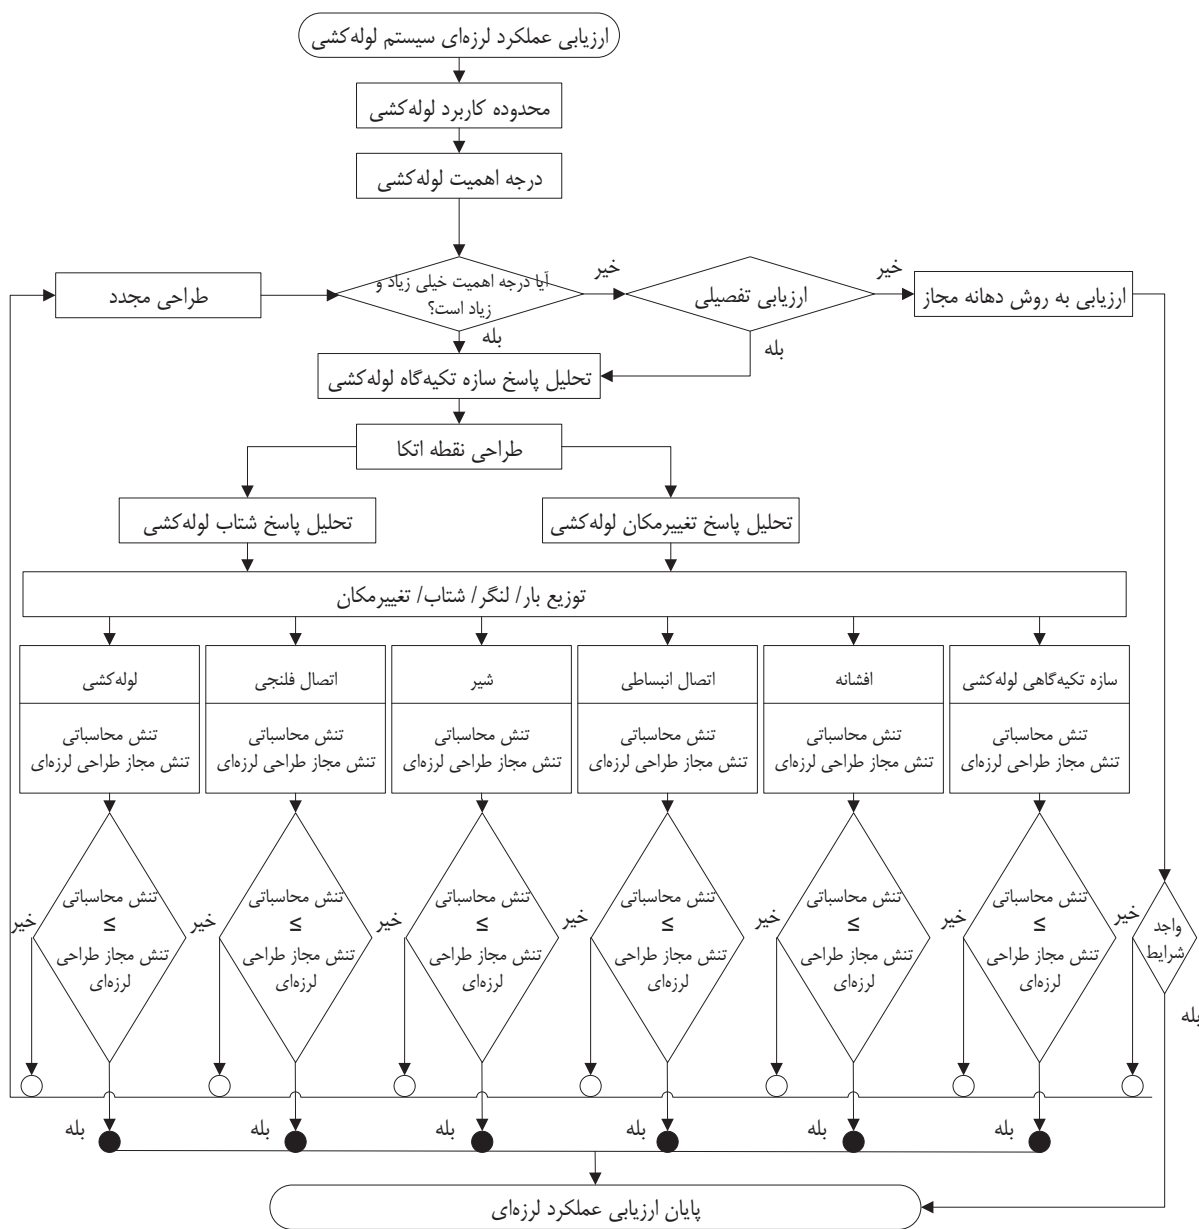 ارزیابی عملکرد لرزه‌ای سیستم لوله‌کشی
محدوده کاربرد لوله‌کشی
درجه اهمیت لوله‌کشی
آیا درجه اهمیت خیلی زیاد و
زیاد است؟
خیر
ارزیابی تفصیلی
خیر
ارزیابی به روش دهانه مجاز
طراحی مجدد
بله
بله
تحلیل پاسخ سازه تکیه‌گاه لوله‌کشی
طراحی نقطه اتکا
تحلیل پاسخ تغییرمکان لوله‌کشی
تحلیل پاسخ شتاب لوله‌کشی
توزیع بار/ لنگر/ شتاب/ تغییرمکان
سازه تکیه‌گاهی لوله‌کشی
تنش محاسباتی
تنش مجاز طراحی لرزه‌ای
افشانه
تنش محاسباتی
تنش مجاز طراحی لرزه‌ای
اتصال انبساطی
تنش محاسباتی
تنش مجاز طراحی لرزه‌ای
شیر
تنش محاسباتی
تنش مجاز طراحی لرزه‌ای
اتصال فلنجی
تنش محاسباتی
تنش مجاز طراحی لرزه‌ای
لوله‌کشی
تنش محاسباتی
تنش مجاز طراحی لرزه‌ای
واجد
شرایط
خیر
بله
تنش محاسباتی
≤
تنش مجاز طراحی
لرزه‌ای
خیر
بله
تنش محاسباتی
≤
تنش مجاز طراحی
لرزه‌ای
خیر
بله
تنش محاسباتی
≤
تنش مجاز طراحی
لرزه‌ای
خیر
بله
تنش محاسباتی
≤
تنش مجاز طراحی
لرزه‌ای
خیر
بله
تنش محاسباتی
≤
تنش مجاز طراحی
لرزه‌ای
خیر
بله
تنش محاسباتی
≤
تنش مجاز طراحی
لرزه‌ای
خیر
بله
پایان ارزیابی عملکرد لرزه‌ای